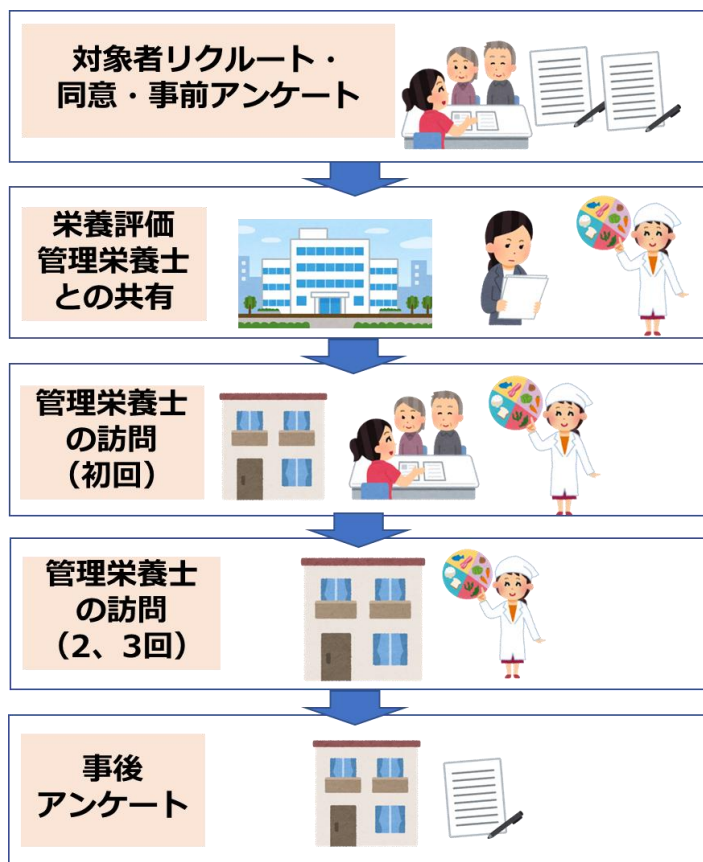 対象者リクルート・
同意・事前アンケート
栄養評価
管理栄養士
との共有
管理栄養士
の訪問
（初回）
管理栄養士
の訪問
（2、3回）
事後
アンケート